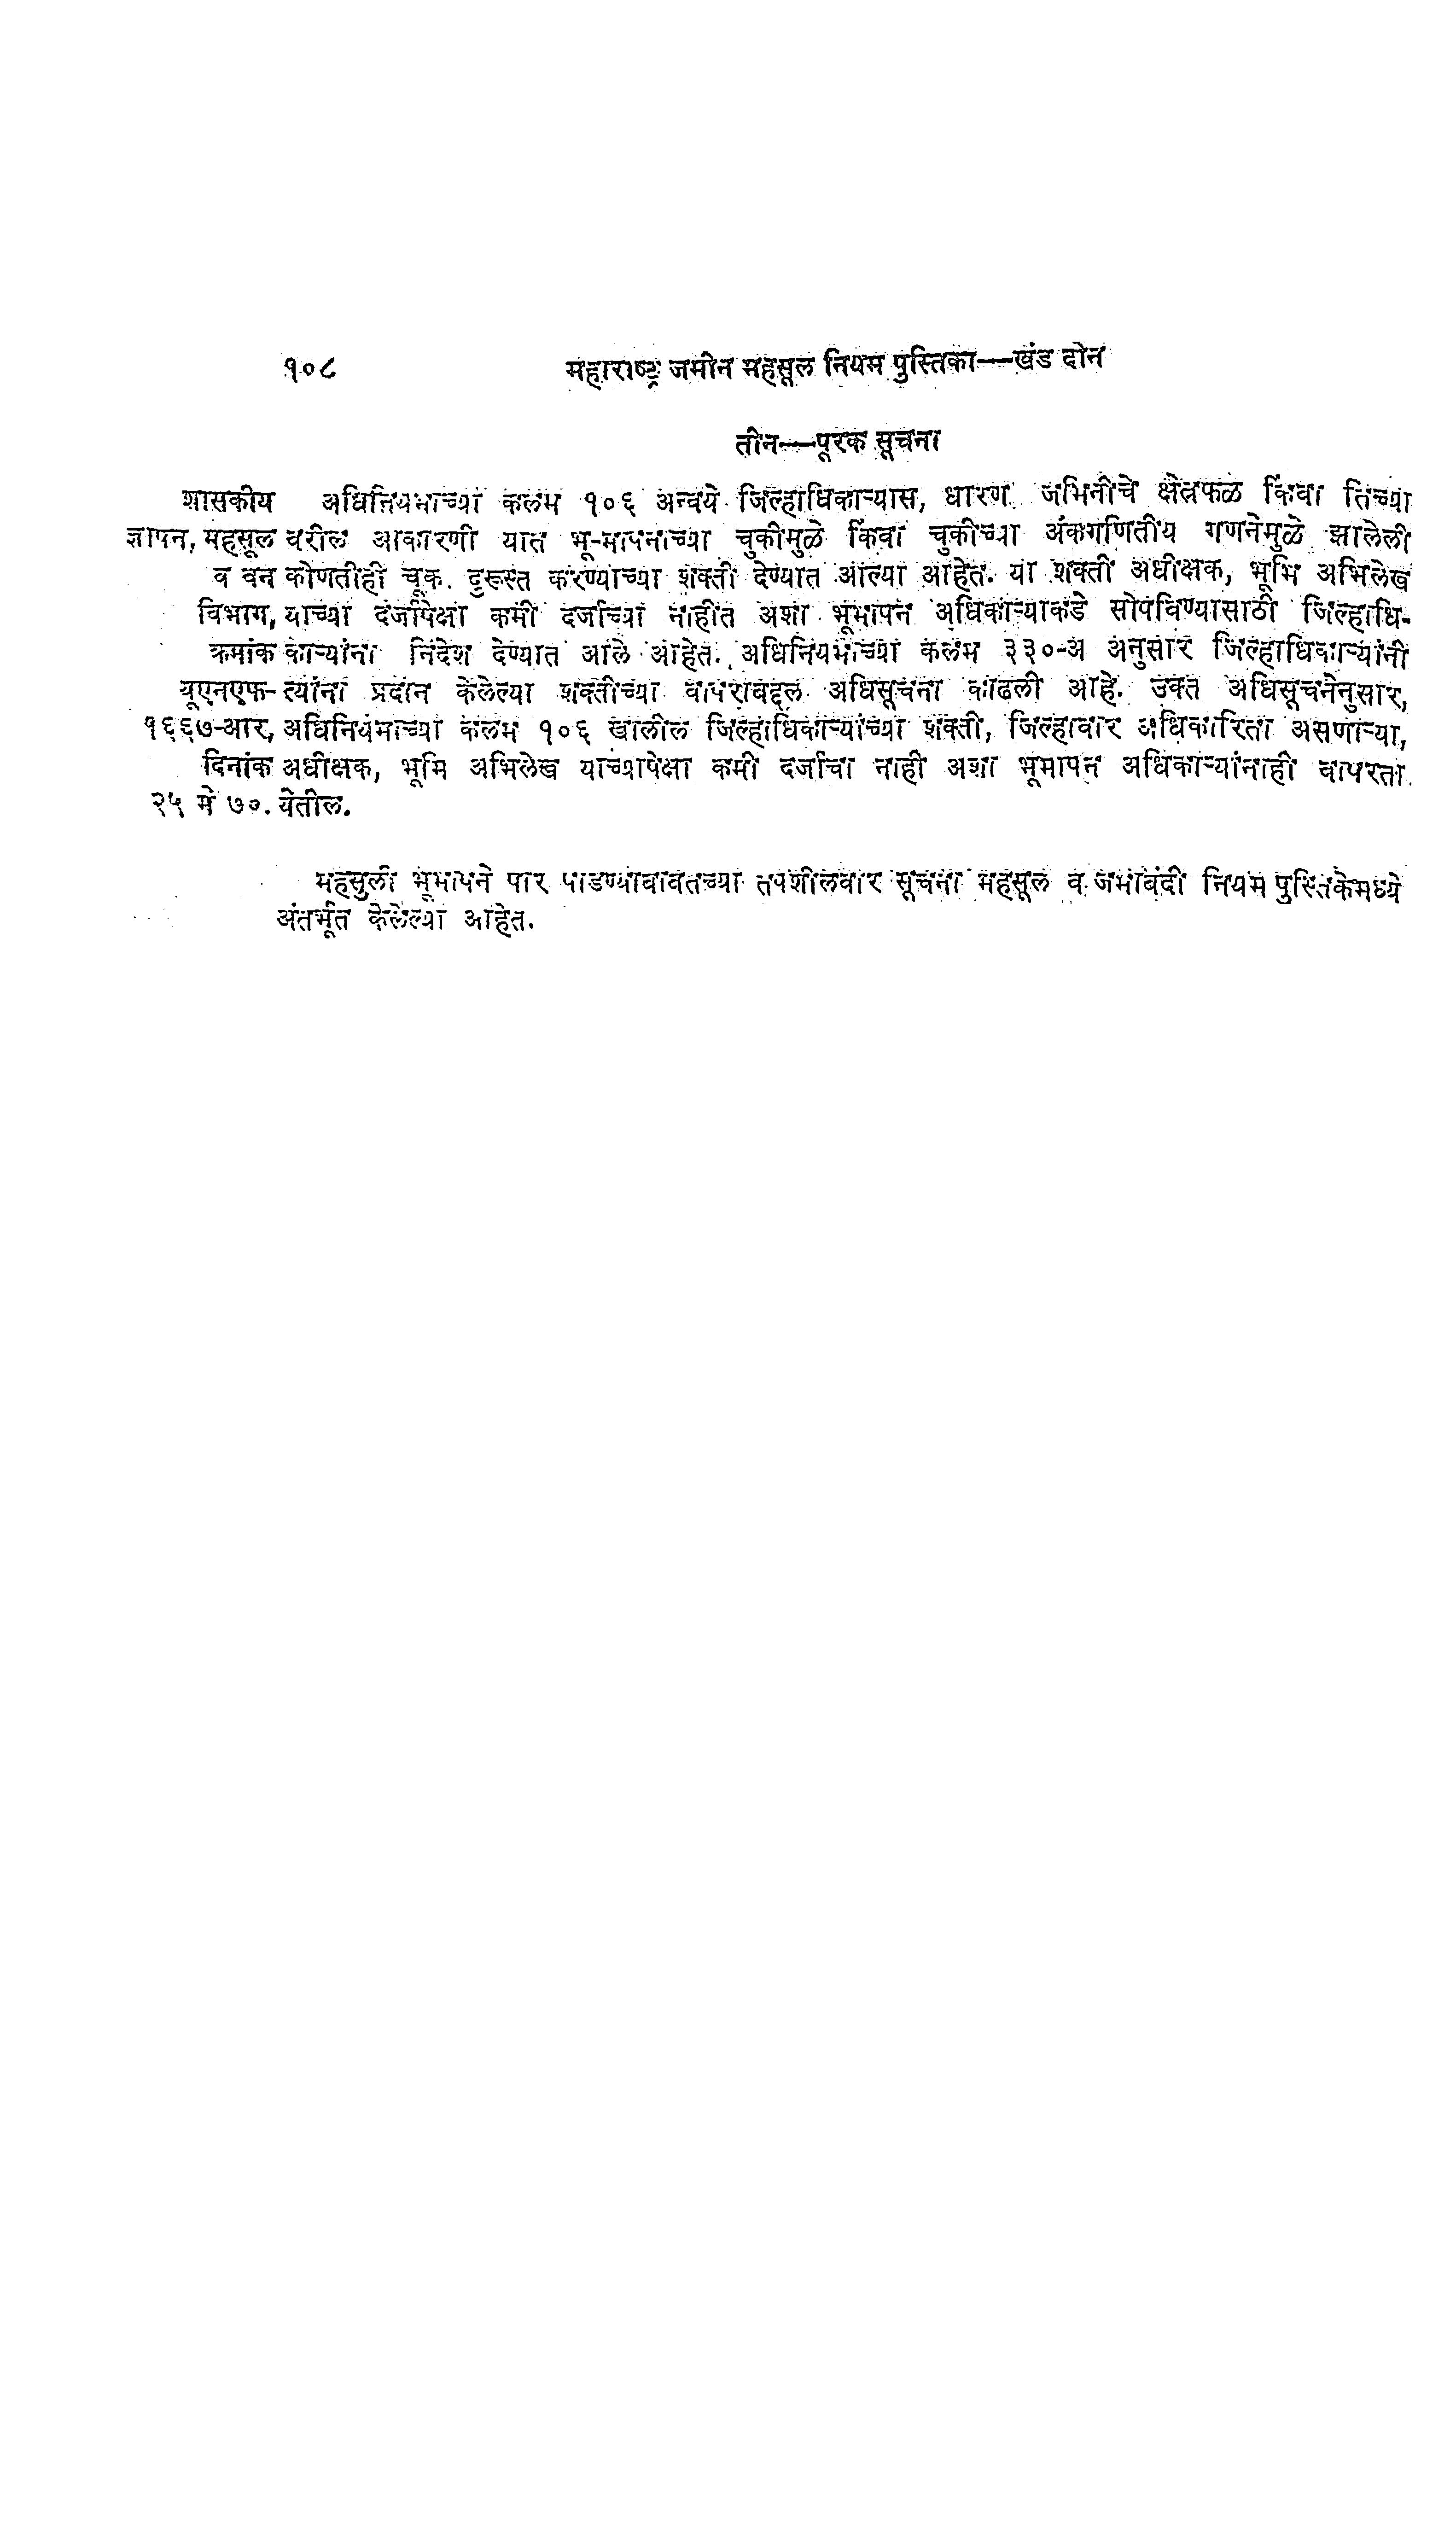 १०८ महाराष्ट्र जमीन महसूल नियम पुस्तिका—खंड दोन
तीन—पूरक सूचना
शासकीय अधिनियमाच्या कलम १०६ अन्वये जिल्हाधिकाऱ्यास, धारण जमिनीचे क्षेत्रफळ किंवा तिच्या
ज्ञापन, महसूल वरील आकारणी यात भू-मापनाच्या चुकीमुळे किंवा चुकीच्या अंकगणितीय गणनेमुळे झालेली
व वन कोणतीही चूक दुरूस्त करण्याच्या शक्ती देण्यात आल्या आहेत. या शक्ती अधीक्षक, भूमि अभिलेख
विभाग, याच्या दर्जापेक्षा कमी दर्जाच्या नाहीत अशा भूमापन अधिकाऱ्याकडे सोपविण्यासाठी जिल्हाधि-
क्रमांक काऱ्यांना निदेश देण्यात आले आहेत. अधिनियमाच्या कलम ३३०-अ अनुसार जिल्हाधिकाऱ्यांनी
यूएनएफ- त्यांना प्रदान केलेल्या शक्तीच्या वापराबद्दल अधिसूचना काढली आहे. उक्त अधिसूचनेनुसार,
१६६७-आर, अधिनियमाच्या कलम १०६ खालील जिल्हाधिकाऱ्यांच्या शक्ती, जिल्हावार अधिकारिता असणाऱ्या,
दिनांक अधीक्षक, भूमि अभिलेख याच्यापेक्षा कमी दर्जाचा नाही अशा भूमापन अधिकाऱ्यांनाही वापरता
२५ मे ७०. येतील.
महसुली भूमापने पार पाडण्याबाबतच्या तपशीलवार सूचना महसूल व जमाबंदी नियम पुस्तिकेमध्ये
अंतर्भूत केलेल्या आहेत.